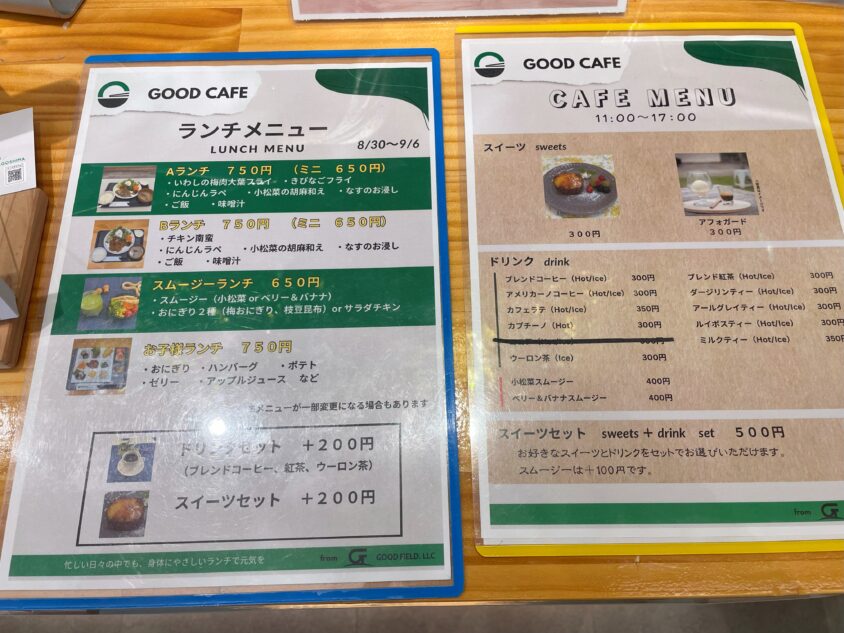 GOOD CAFE
ランチメニュー
LUNCH MENU
8/30〜9/6
Aランチ ７５０円 （ミニ ６５０円）
・いわしの梅肉大葉フライ ・きびなごフライ
・にんじんラペ ・小松菜の胡麻和え ・なすのお浸し
・ご飯 ・味噌汁
Bランチ ７５０円 （ミニ ６５０円）
・チキン南蛮
・にんじんラペ ・小松菜の胡麻和え ・なすのお浸し
・ご飯 ・味噌汁
スムージーランチ ６５０円
・スムージー（小松菜 or ベリー＆バナナ）
・おにぎり２種（梅おにぎり、枝豆昆布）or サラダチキン
お子様ランチ ７５０円
・おにぎり ・ハンバーグ ・ポテト
・ゼリー ・アップルジュース など
※メニューが一部変更になる場合もあります
ドリンクセット ＋２００円
（ブレンドコーヒー、紅茶、ウーロン茶）
スイーツセット ＋２００円
忙しい日々の中でも、身体にやさしいランチで元気を
from GOOD FIELD. LLC
GOOD CAFE
CAFE MENU
11:00〜17:00
スイーツ sweets
３００円
アフォガード
３００円
ドリンク drink
ブレンドコーヒー（Hot/Ice） 300円
アメリカーノコーヒー（Hot/Ice） 300円
カフェラテ（Hot/Ice） 350円
カプチーノ（Hot） 300円
ウーロン茶（Ice） 300円
小松菜スムージー 400円
ベリー＆バナナスムージー 400円
ブレンド紅茶（Hot/Ice） 300円
ダージリンティー（Hot/Ice） 300円
アールグレイティー（Hot/Ice） 300円
ルイボスティー（Hot/Ice） 300円
ミルクティー（Hot/Ice） 350円
スイーツセット sweets＋drink set ５００円
お好きなスイーツとドリンクをセットでお選びいただけます。
スムージーは＋100円です。
from